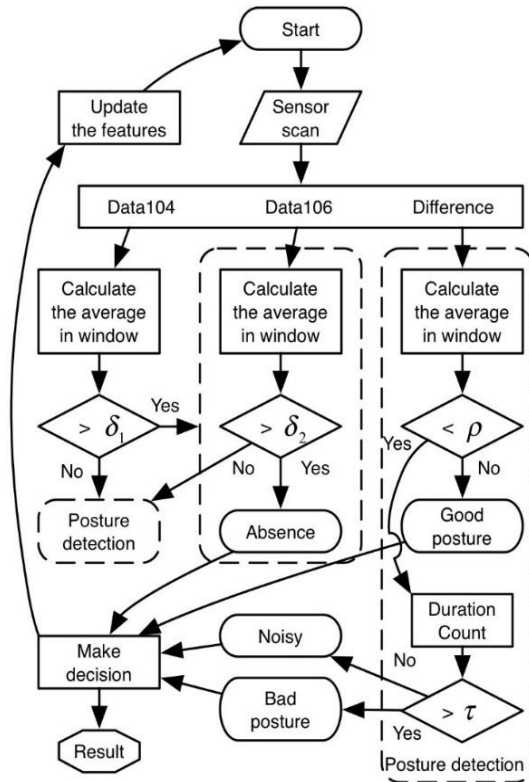 Start
Update
the features
Sensor
scan
Data104 Data106 Difference
Calculate
the average
in window
Calculate
the average
in window
Calculate
the average
in window
> δ₁
Yes
> δ₂
< ρ
Yes
No
No
Yes
No
Posture
detection
Absence
Good
posture
Duration
Count
Noisy
No
Make
decision
Bad
posture
> τ
Yes
Result
Posture detection